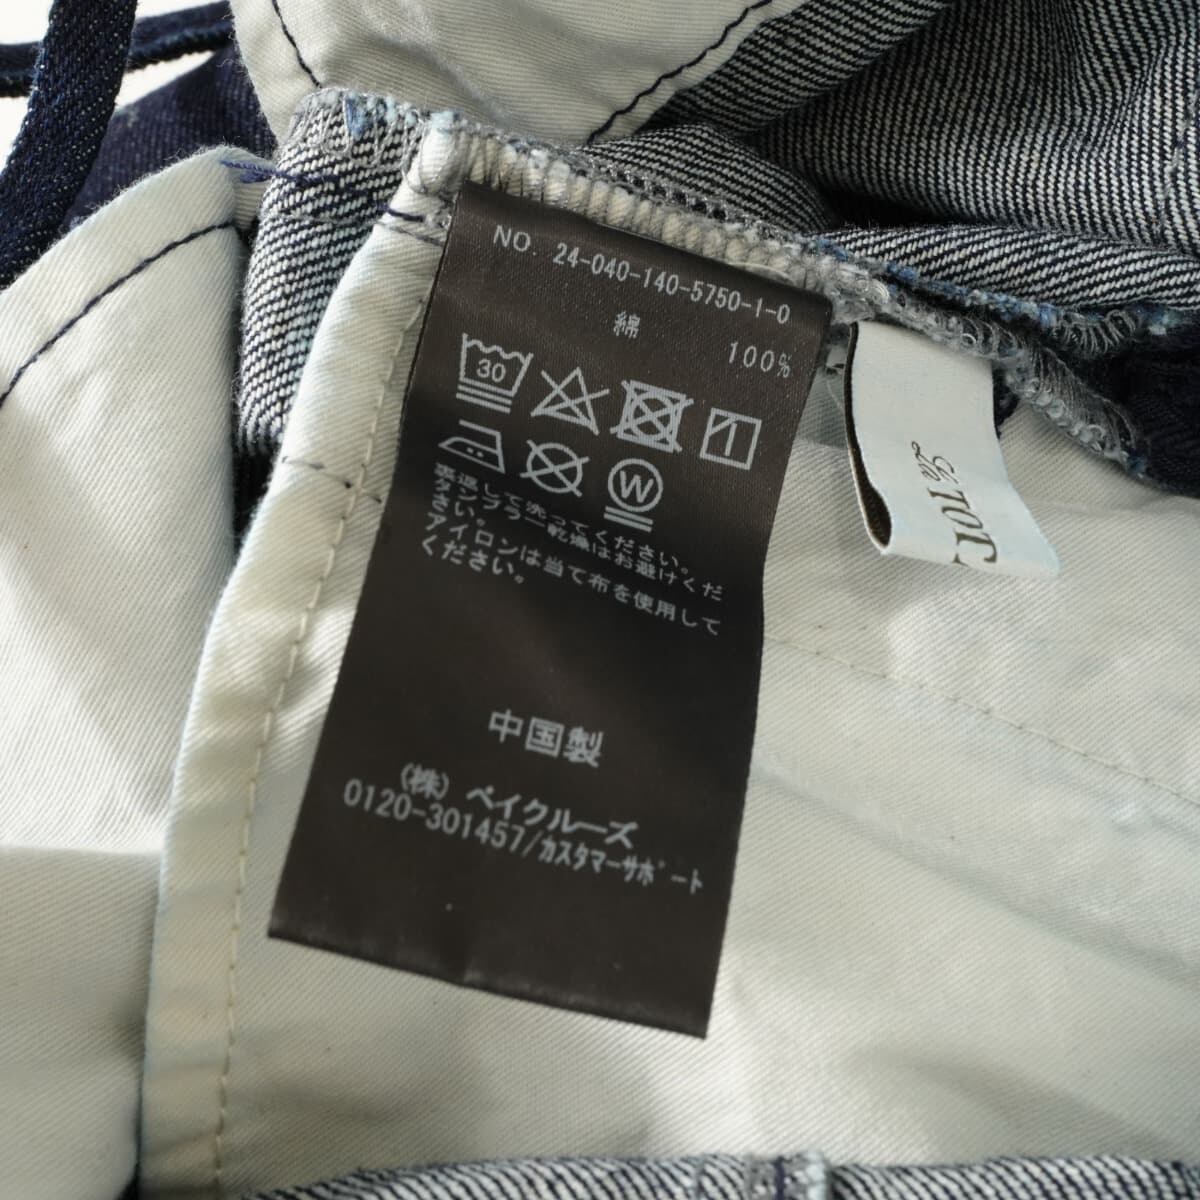 NO. 24-040-140-5750-1-0
綿 100%
30
W
裏返して洗ってください。
タンブラー乾燥はお避けくだ
さい。
アイロンは当て布を使用して
ください。
中国製
(株) ベイクルーズ
0120-301457/カスタマーサポート
La TOT